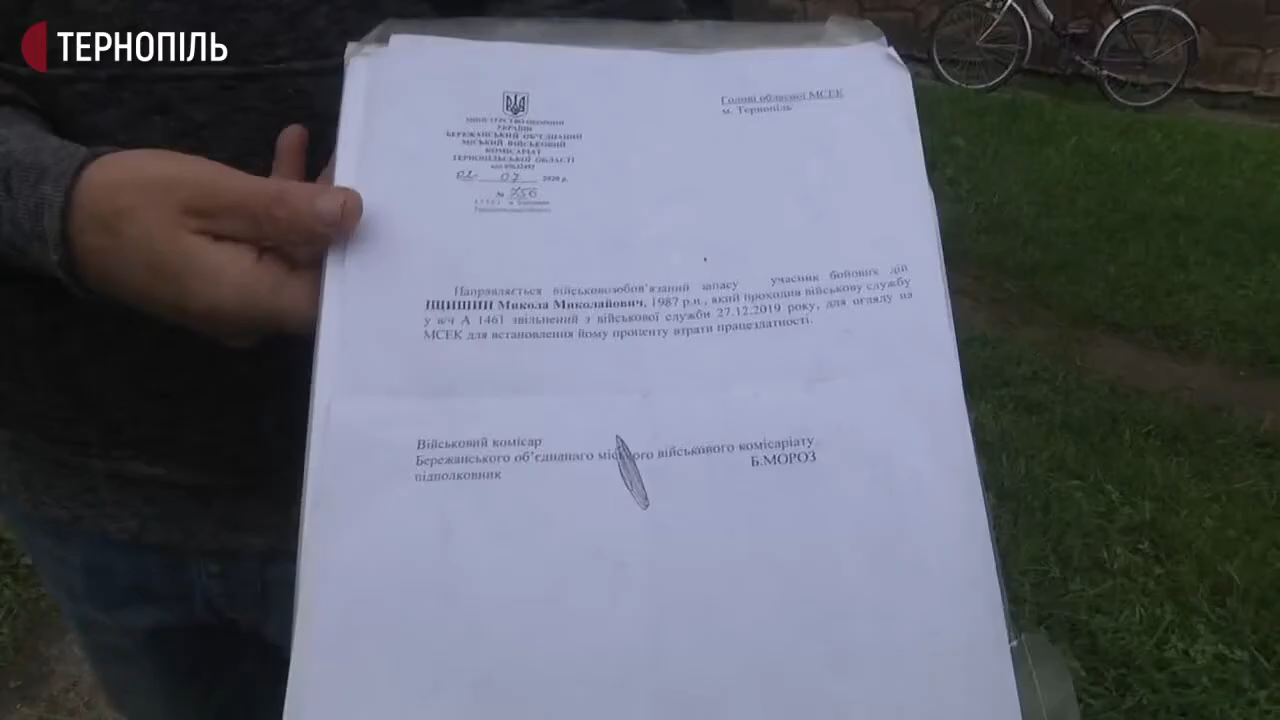 ТЕРНОПІЛЬ
Голові обласної МСЕК
м. Тернопіль
МІНІСТЕРСТВО ОБОРОНИ
УКРАЇНИ
БЕРЕЖАНСЬКИЙ ОБ'ЄДНАНИЙ
МІСЬКИЙ ВІЙСЬКОВИЙ
КОМІСАРІАТ
ТЕРНОПІЛЬСЬКОЇ ОБЛАСТІ
02 07 2020 р.
№ 756
Направляється військовозобов'язаний запасу учасник бойових дій
ІЩИШИН Микола Миколайович, 1987 р.н., який проходив військову службу
у в/ч А 1461 звільнений з військової служби 27.12.2019 року, для огляду на
МСЕК для встановлення йому проценту втрати працездатності.
Військовий комісар
Бережанського об'єднаного міського військового комісаріату
підполковник Б.МОРОЗ